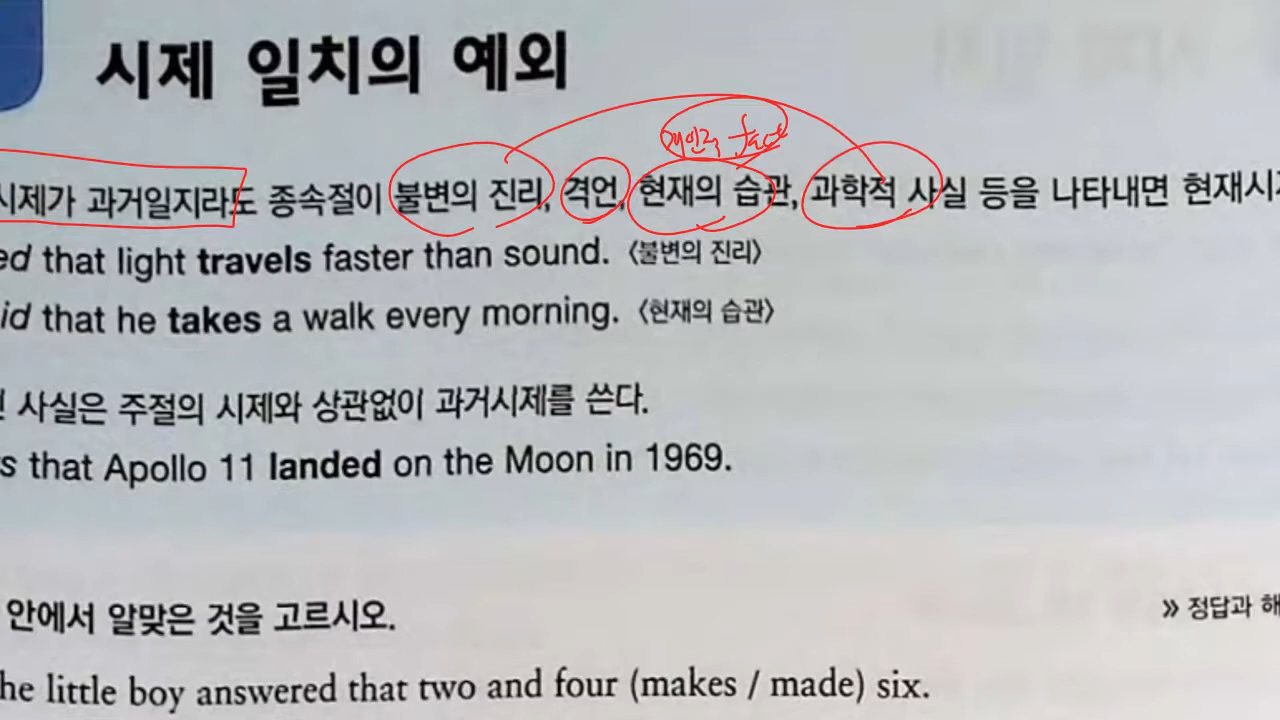 시제 일치의 예외
개인적 fact
시제가 과거일지라도 종속절이 불변의 진리, 격언, 현재의 습관, 과학적 사실 등을 나타내면 현재시
that light travels faster than sound. 〈불변의 진리〉
that he takes a walk every morning. 〈현재의 습관〉
사실은 주절의 시제와 상관없이 과거시제를 쓴다.
that Apollo 11 landed on the Moon in 1969.
안에서 알맞은 것을 고르시오.
» 정답과 해
he little boy answered that two and four (makes / made) six.